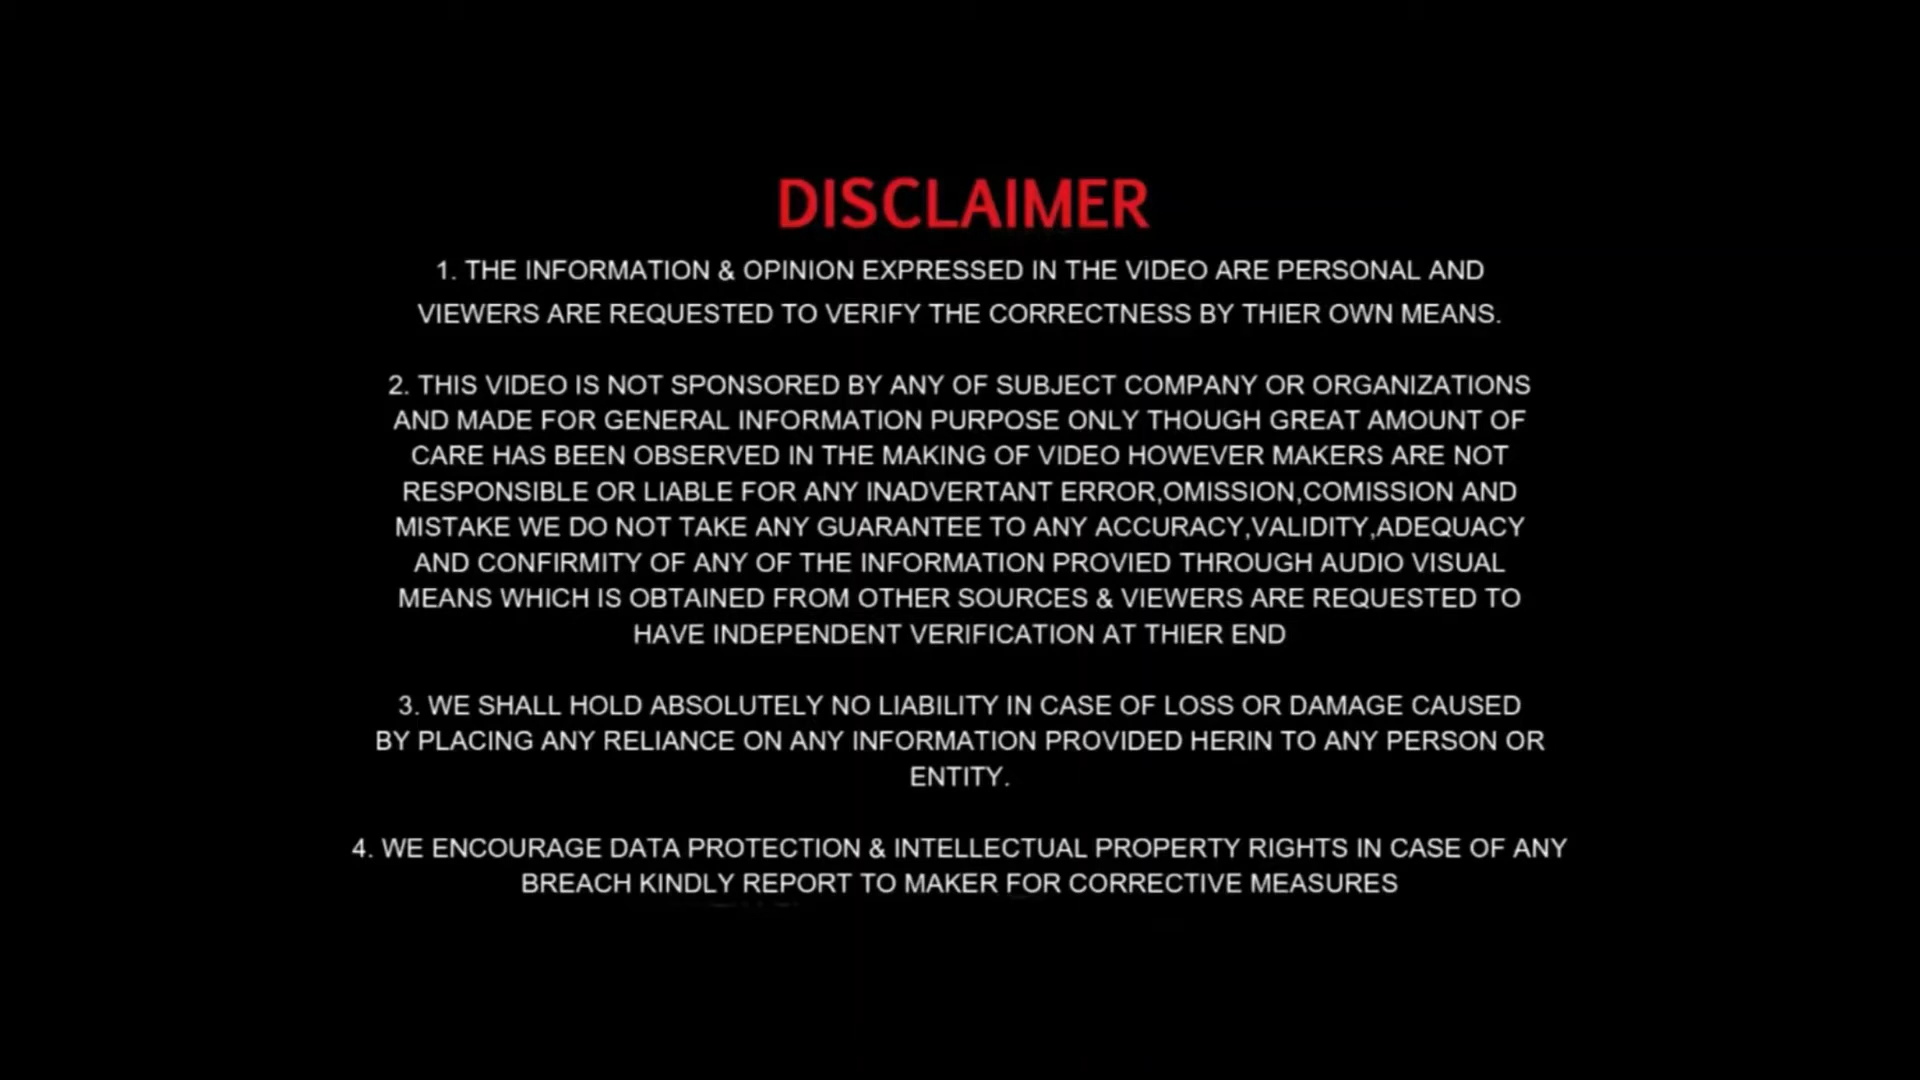 DISCLAIMER
1. THE INFORMATION & OPINION EXPRESSED IN THE VIDEO ARE PERSONAL AND
VIEWERS ARE REQUESTED TO VERIFY THE CORRECTNESS BY THIER OWN MEANS.
2. THIS VIDEO IS NOT SPONSORED BY ANY OF SUBJECT COMPANY OR ORGANIZATIONS
AND MADE FOR GENERAL INFORMATION PURPOSE ONLY THOUGH GREAT AMOUNT OF
CARE HAS BEEN OBSERVED IN THE MAKING OF VIDEO HOWEVER MAKERS ARE NOT
RESPONSIBLE OR LIABLE FOR ANY INADVERTANT ERROR,OMISSION,COMISSION AND
MISTAKE WE DO NOT TAKE ANY GUARANTEE TO ANY ACCURACY,VALIDITY,ADEQUACY
AND CONFIRMITY OF ANY OF THE INFORMATION PROVIED THROUGH AUDIO VISUAL
MEANS WHICH IS OBTAINED FROM OTHER SOURCES & VIEWERS ARE REQUESTED TO
HAVE INDEPENDENT VERIFICATION AT THIER END
3. WE SHALL HOLD ABSOLUTELY NO LIABILITY IN CASE OF LOSS OR DAMAGE CAUSED
BY PLACING ANY RELIANCE ON ANY INFORMATION PROVIDED HERIN TO ANY PERSON OR
ENTITY.
4. WE ENCOURAGE DATA PROTECTION & INTELLECTUAL PROPERTY RIGHTS IN CASE OF ANY
BREACH KINDLY REPORT TO MAKER FOR CORRECTIVE MEASURES